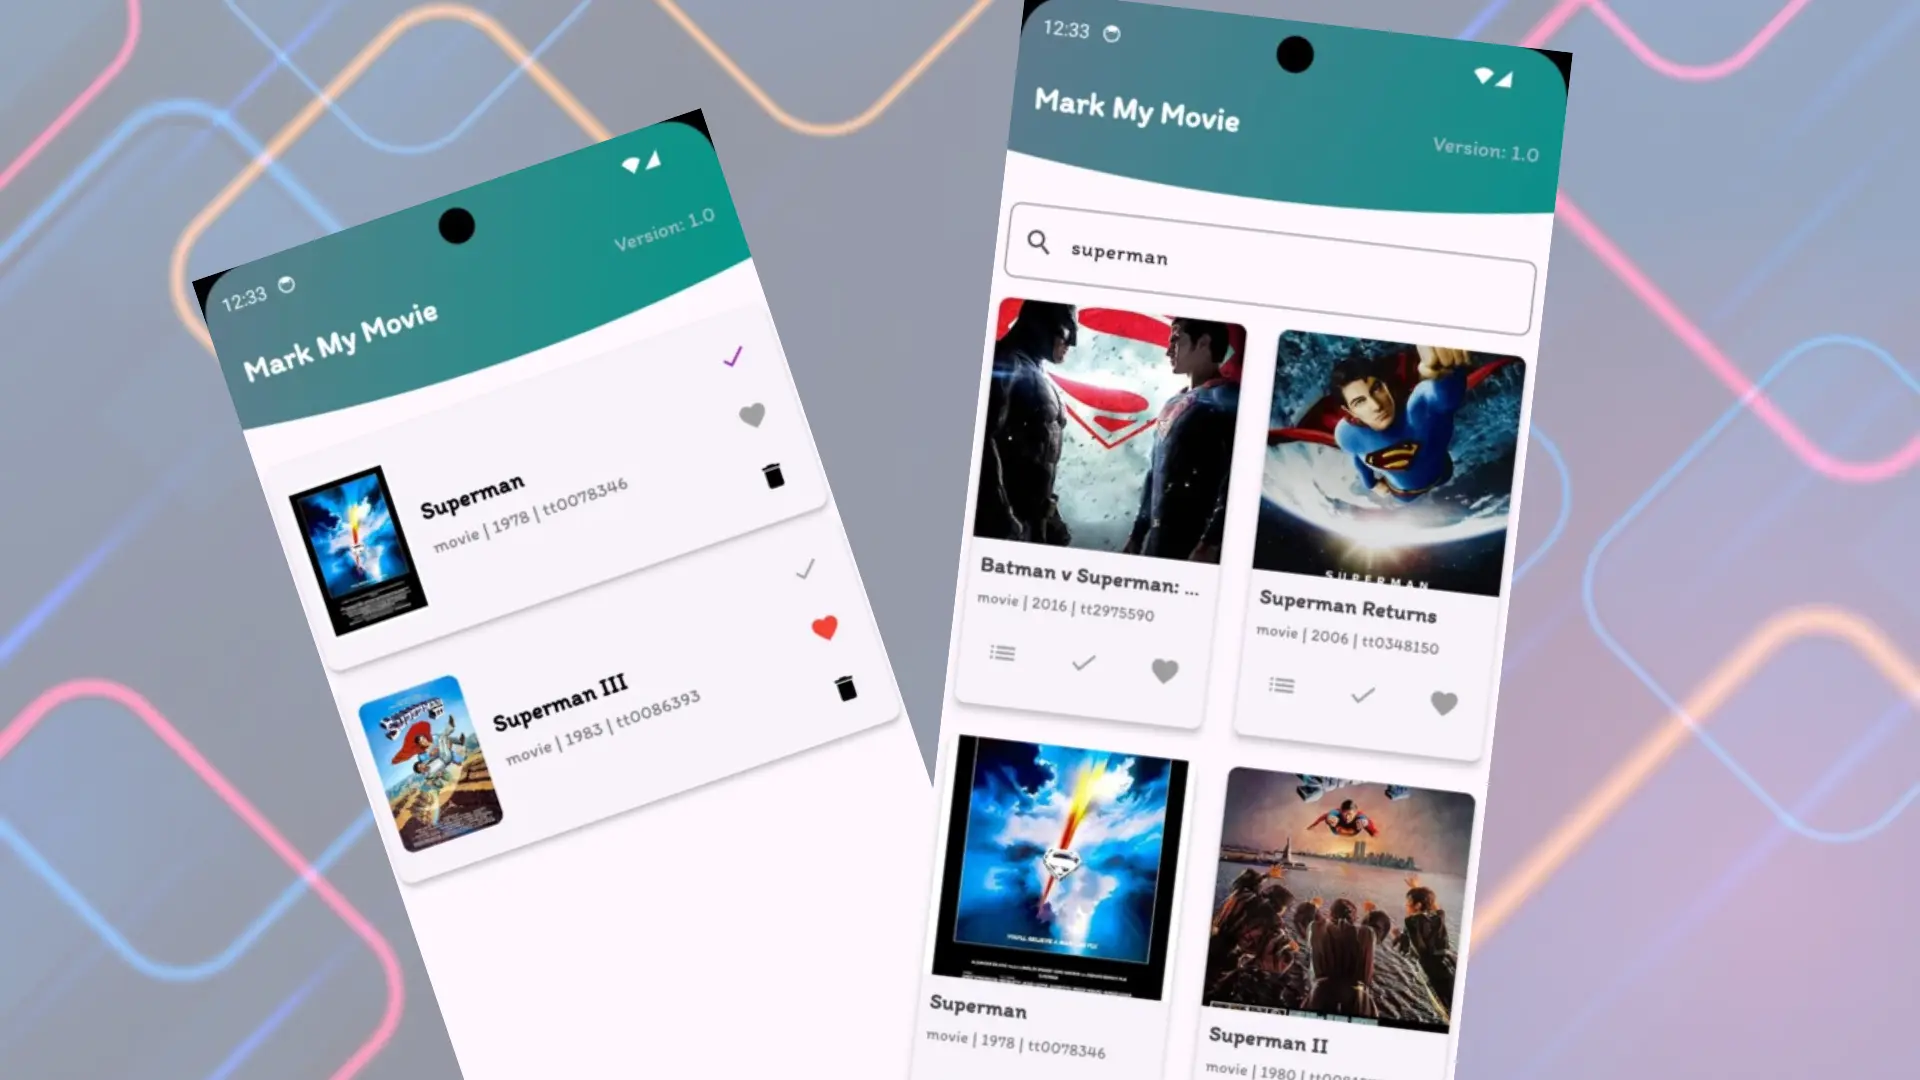 12:33
Mark My Movie
Version: 1.0
Superman
movie | 1978 | tt0078346
Superman III
movie | 1983 | tt0086393
12:33
Mark My Movie
Version: 1.0
superman
Batman v Superman: ...
movie | 2016 | tt2975590
SUPERMAN
Superman Returns
movie | 2006 | tt0348150
Superman
movie | 1978 | tt0078346
Superman II
movie | 1980 |